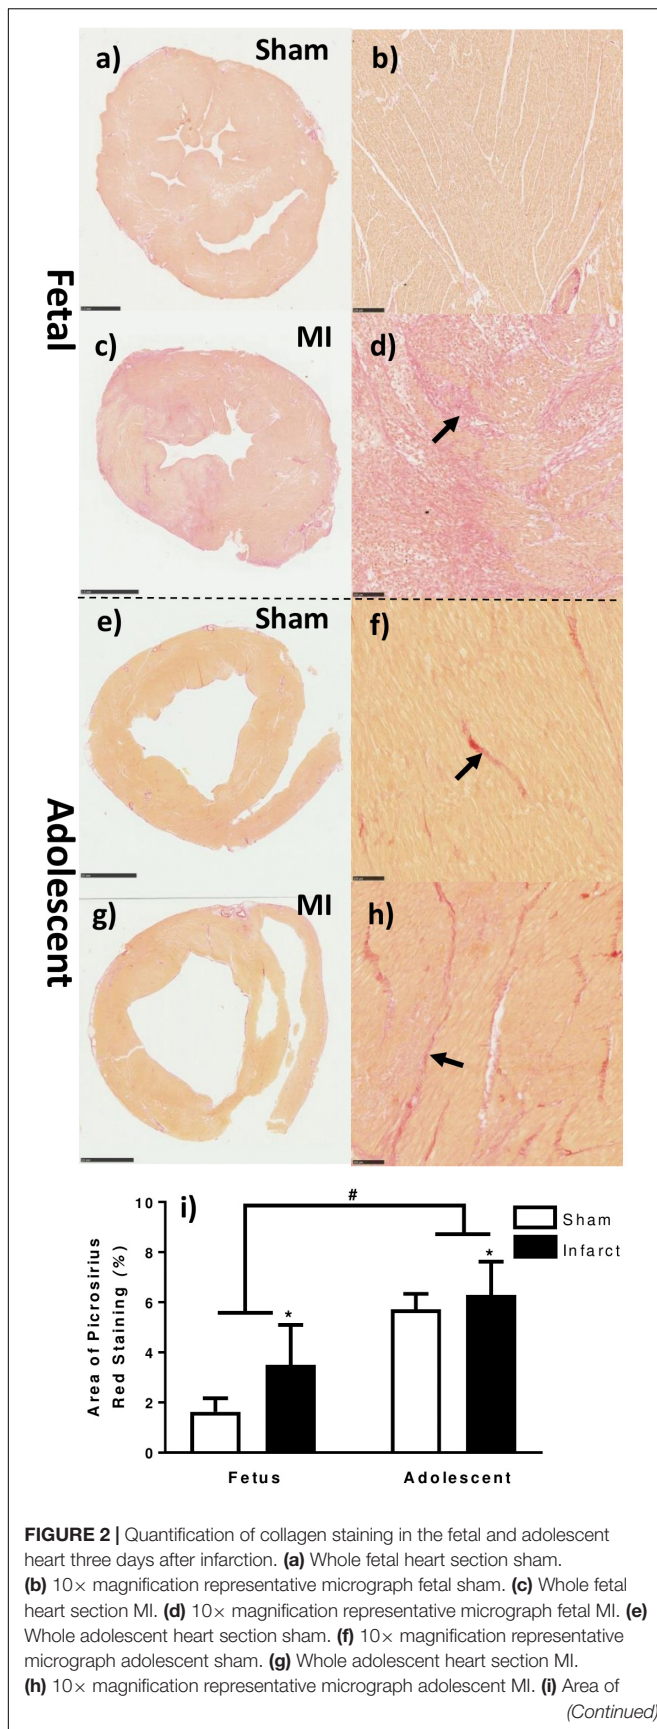 a)
Sham
b)
Fetal
c)
MI
d)
e)
Sham
f)
Adolescent
g)
MI
h)
i)
#
Sham
Infarct
*
*
Area of Picrosirius
Red Staining (%)
10
8
6
4
2
0
Fetus
Adolescent
FIGURE 2 | Quantification of collagen staining in the fetal and adolescent
heart three days after infarction. (a) Whole fetal heart section sham.
(b) 10× magnification representative micrograph fetal sham. (c) Whole fetal
heart section MI. (d) 10× magnification representative micrograph fetal MI. (e)
Whole adolescent heart section sham. (f) 10× magnification representative
micrograph adolescent sham. (g) Whole adolescent heart section MI.
(h) 10× magnification representative micrograph adolescent MI. (i) Area of
(Continued)